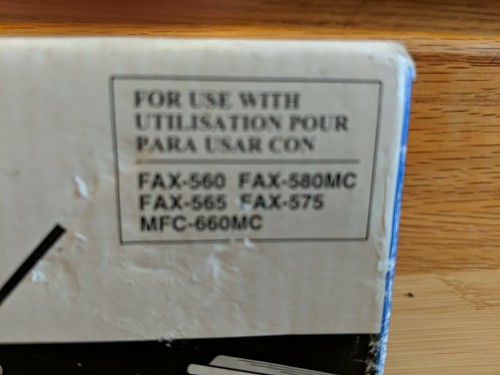 FOR USE WITH
UTILISATION POUR
PARA USAR CON
FAX-560 FAX-580MC
FAX-565 FAX-575
MFC-660MC